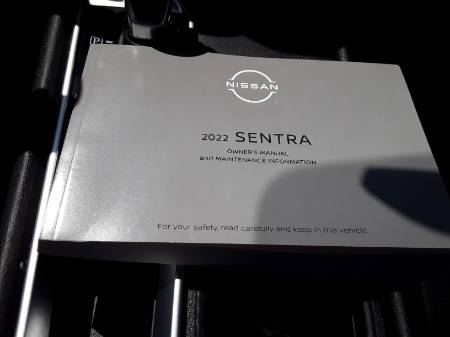 P
NISSAN
2022 SENTRA
OWNER'S MANUAL
and MAINTENANCE INFORMATION
For your safety, read carefully and keep in this vehicle.